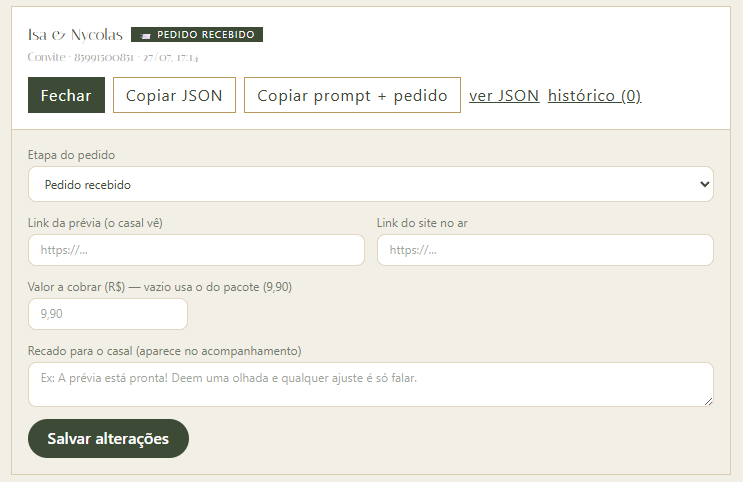 Isa & Nycolas 📨 PEDIDO RECEBIDO
Convite · 85991500851 · 27/07, 17:14
Fechar Copiar JSON Copiar prompt + pedido ver JSON histórico (0)
Etapa do pedido
Pedido recebido
Link da prévia (o casal vê) Link do site no ar
https://... https://...
Valor a cobrar (R$) — vazio usa o do pacote (9,90)
9,90
Recado para o casal (aparece no acompanhamento)
Ex: A prévia está pronta! Deem uma olhada e qualquer ajuste é só falar.
Salvar alterações